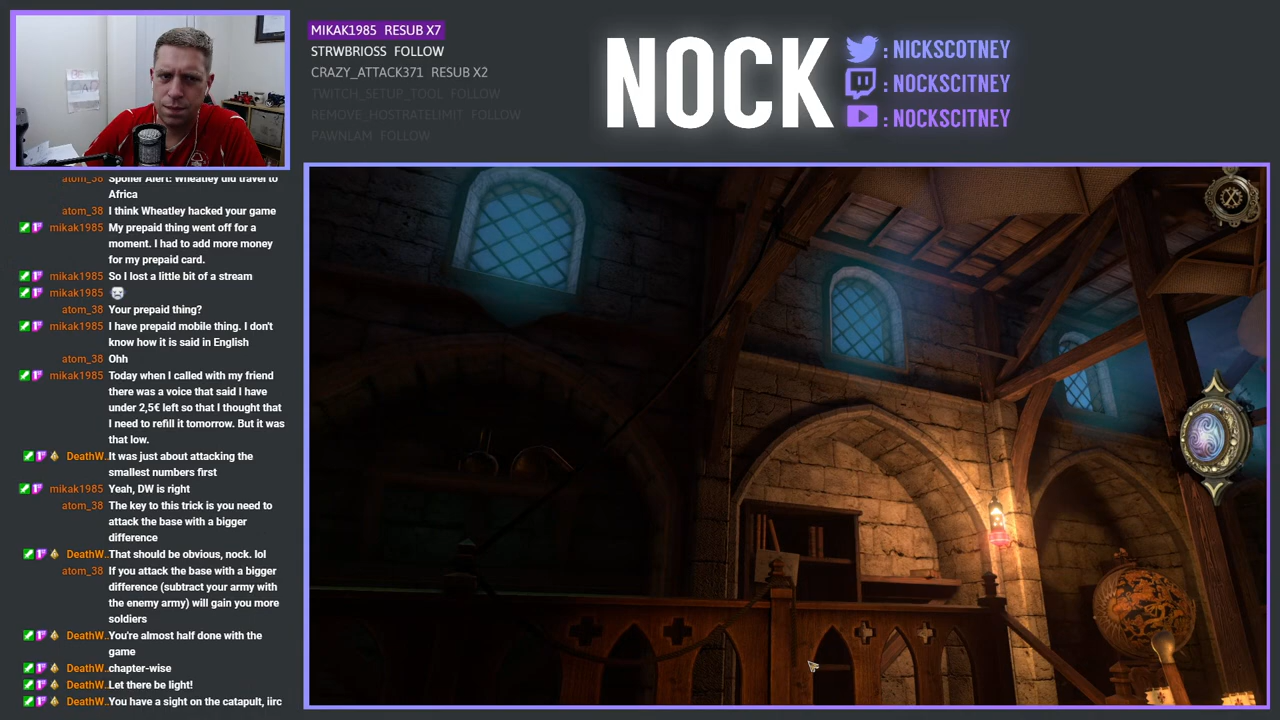 MIKAK1985 RESUB X7
STRWBRIOSS FOLLOW
CRAZY_ATTACK371 RESUB X2
TWITCH_SETUP_TOOL FOLLOW
REMOVE_HOSTRATELIMIT FOLLOW
PAWNLAM FOLLOW
NOCK
: NICKSCOTNEY
: NOCKSCITNEY
: NOCKSCITNEY
atom_38 Spoiler Alert: Wheatley did travel to
Africa
atom_38 I think Wheatley hacked your game
mikak1985 My prepaid thing went off for a
moment. I had to add more money
for my prepaid card.
mikak1985 So I lost a little bit of a stream
mikak1985
atom_38 Your prepaid thing?
mikak1985 I have prepaid mobile thing. I don't
know how it is said in English
atom_38 Ohh
mikak1985 Today when I called with my friend
there was a voice that said I have
under 2,5€ left so that I thought that
I need to refill it tomorrow. But it was
that low.
DeathW.. It was just about attacking the
smallest numbers first
mikak1985 Yeah, DW is right
atom_38 The key to this trick is you need to
attack the base with a bigger
difference
DeathW.. That should be obvious, nock. lol
atom_38 If you attack the base with a bigger
difference (subtract your army with
the enemy army) will gain you more
soldiers
DeathW.. You're almost half done with the
game
DeathW.. chapter-wise
DeathW.. Let there be light!
DeathW.. You have a sight on the catapult, iirc